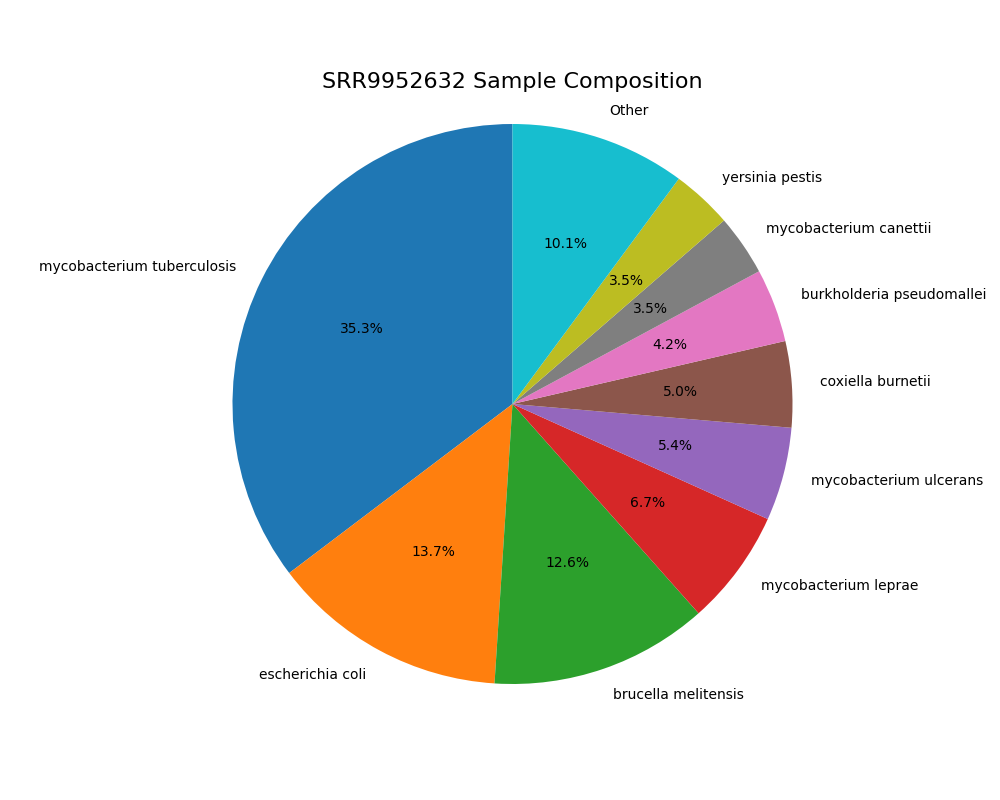 SRR9952632 Sample Composition
Other
yersinia pestis
mycobacterium canettii
mycobacterium tuberculosis
burkholderia pseudomallei
coxiella burnetii
mycobacterium ulcerans
mycobacterium leprae
brucella melitensis
escherichia coli
10.1%
3.5%
3.5%
4.2%
5.0%
5.4%
6.7%
12.6%
13.7%
35.3%